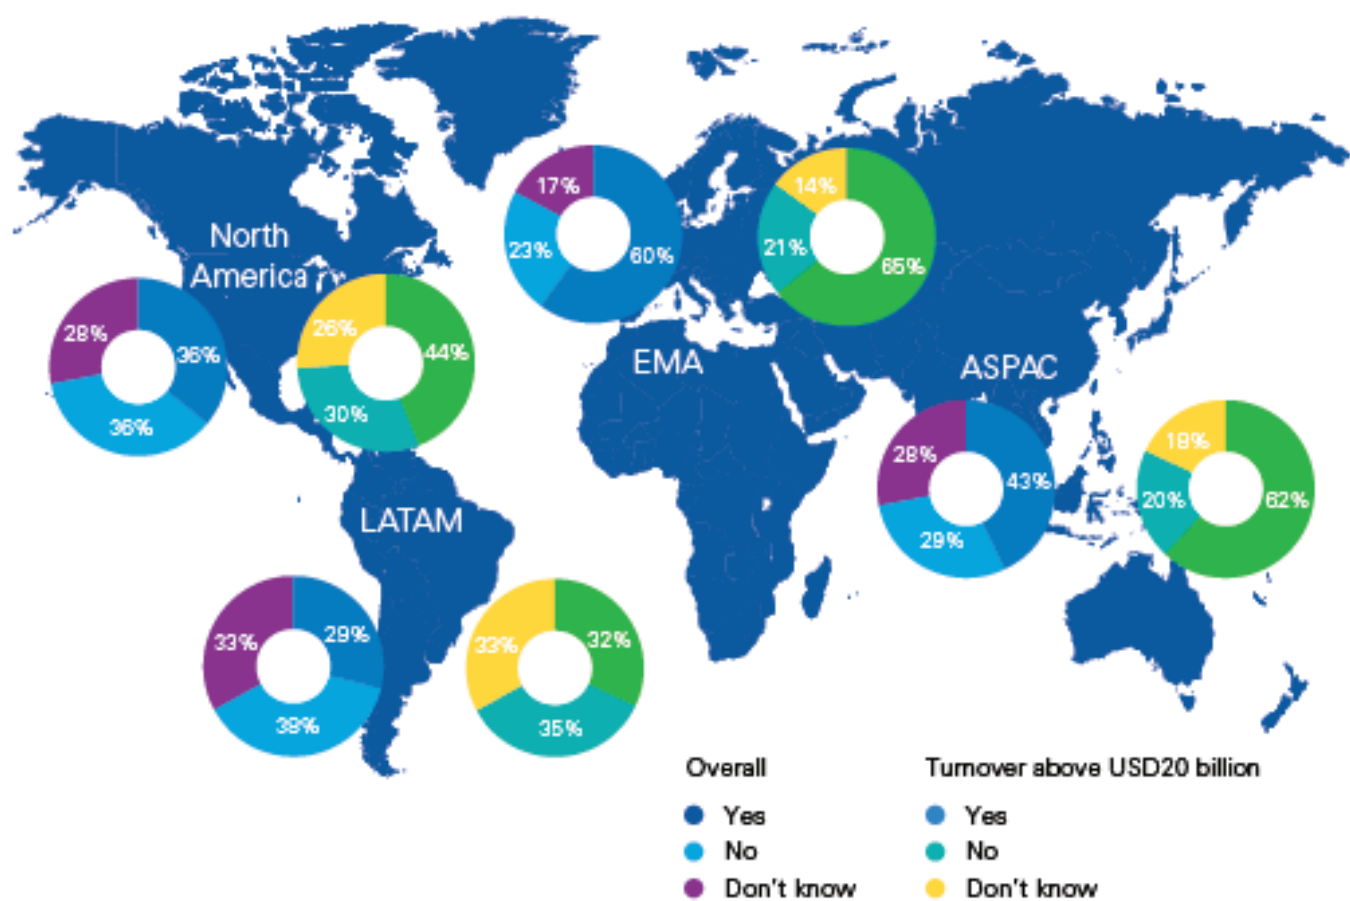 17%
60%
23%
14%
65%
21%
North
America
28%
36%
36%
26%
44%
30%
EMA
ASPAC
28%
43%
29%
18%
62%
20%
LATAM
33%
29%
38%
33%
32%
35%
Overall
Yes
No
Don't know
Turnover above USD20 billion
Yes
No
Don't know